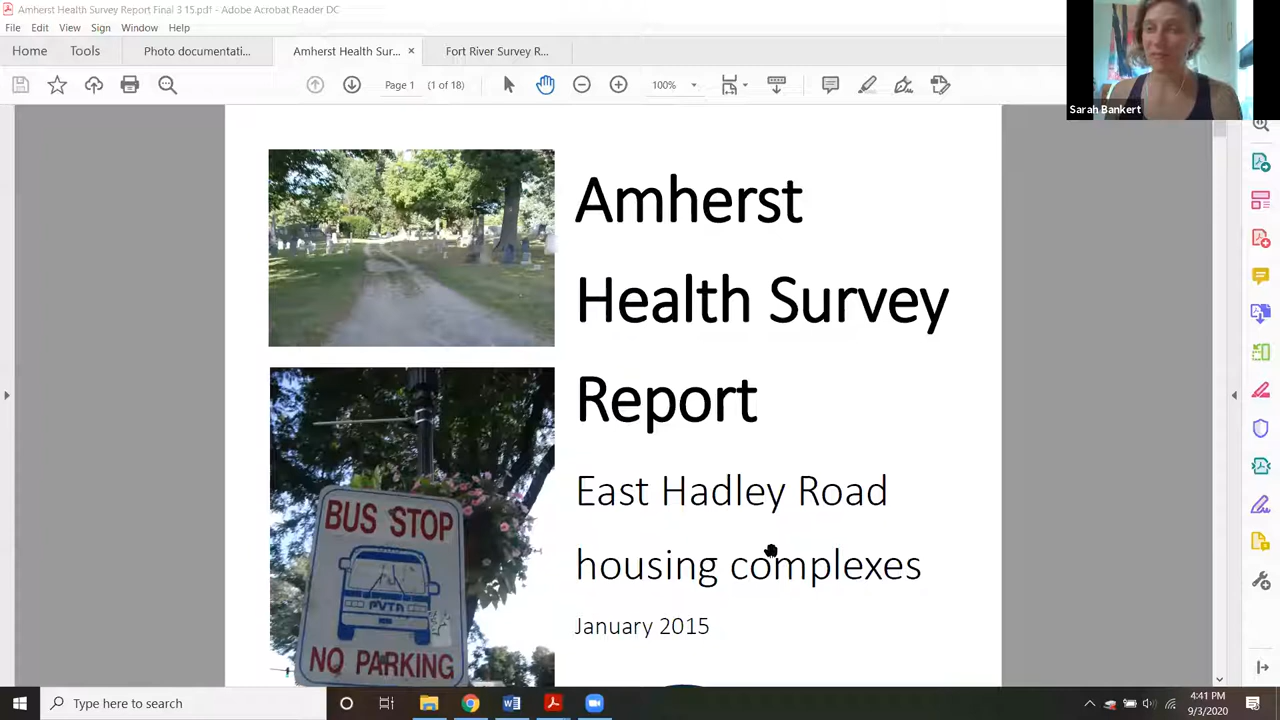 Amherst Health Survey Report Final 3 15.pdf - Adobe Acrobat Reader DC
File Edit View Sign Window Help
Home Tools Photo documentati... Amherst Health Sur... × Fort River Survey R...
Page 1 (1 of 18) 100%
Sarah Bankert
Amherst
Health Survey
Report
East Hadley Road
housing complexes
January 2015
BUS STOP
PVTA
NO PARKING
Type here to search
4:41 PM
9/3/2020